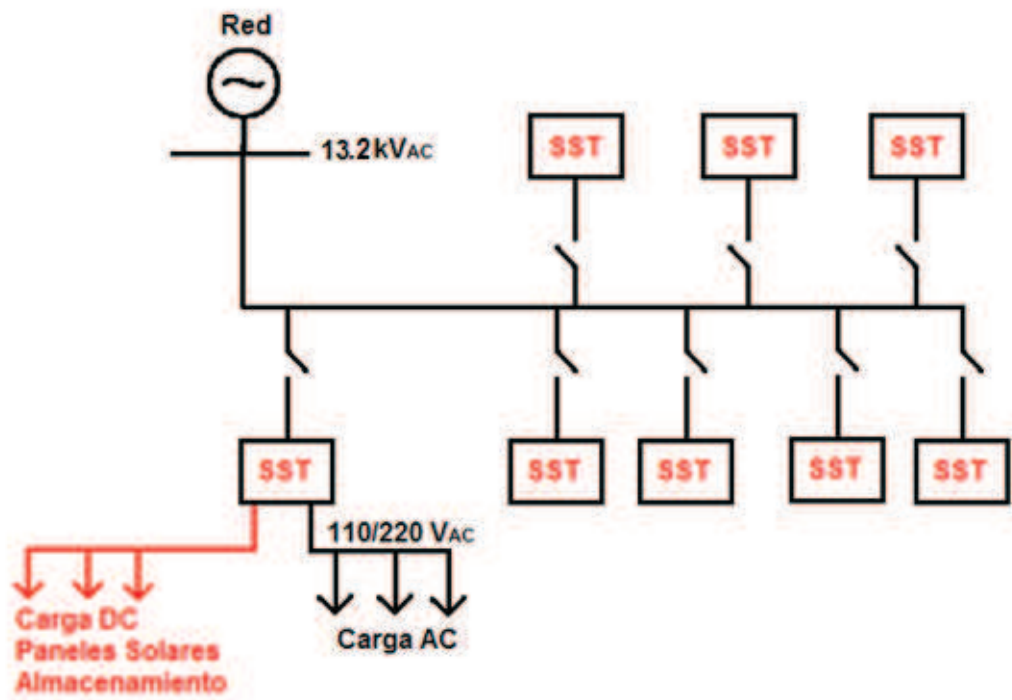 Red
13.2kVAC
SST SST SST
SST SST SST SST SST
110/220 VAC
Carga DC
Paneles Solares
Almacenamiento
Carga AC